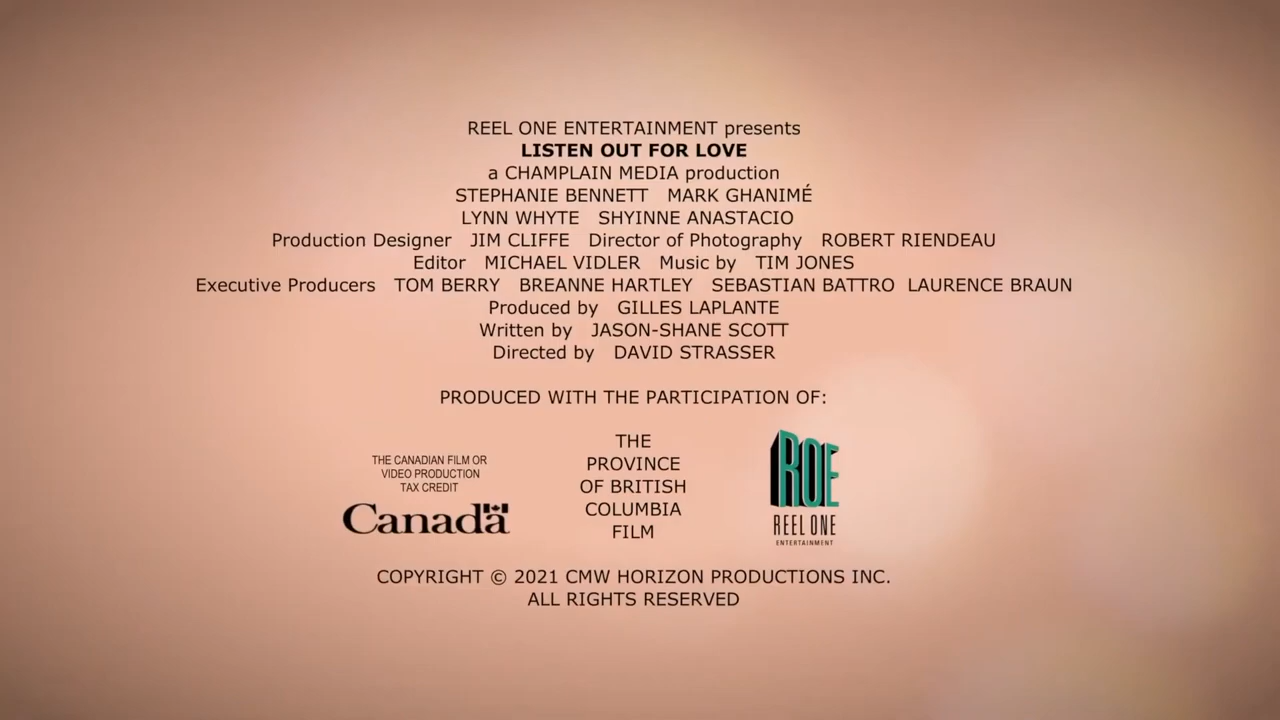 REEL ONE ENTERTAINMENT presents
LISTEN OUT FOR LOVE
a CHAMPLAIN MEDIA production
STEPHANIE BENNETT MARK GHANIMÉ
LYNN WHYTE SHYINNE ANASTACIO
Production Designer JIM CLIFFE Director of Photography ROBERT RIENDEAU
Editor MICHAEL VIDLER Music by TIM JONES
Executive Producers TOM BERRY BREANNE HARTLEY SEBASTIAN BATTRO LAURENCE BRAUN
Produced by GILLES LAPLANTE
Written by JASON-SHANE SCOTT
Directed by DAVID STRASSER
PRODUCED WITH THE PARTICIPATION OF:
THE CANADIAN FILM OR
VIDEO PRODUCTION
TAX CREDIT
Canada
THE
PROVINCE
OF BRITISH
COLUMBIA
FILM
ROE
REEL ONE
ENTERTAINMENT
COPYRIGHT © 2021 CMW HORIZON PRODUCTIONS INC.
ALL RIGHTS RESERVED